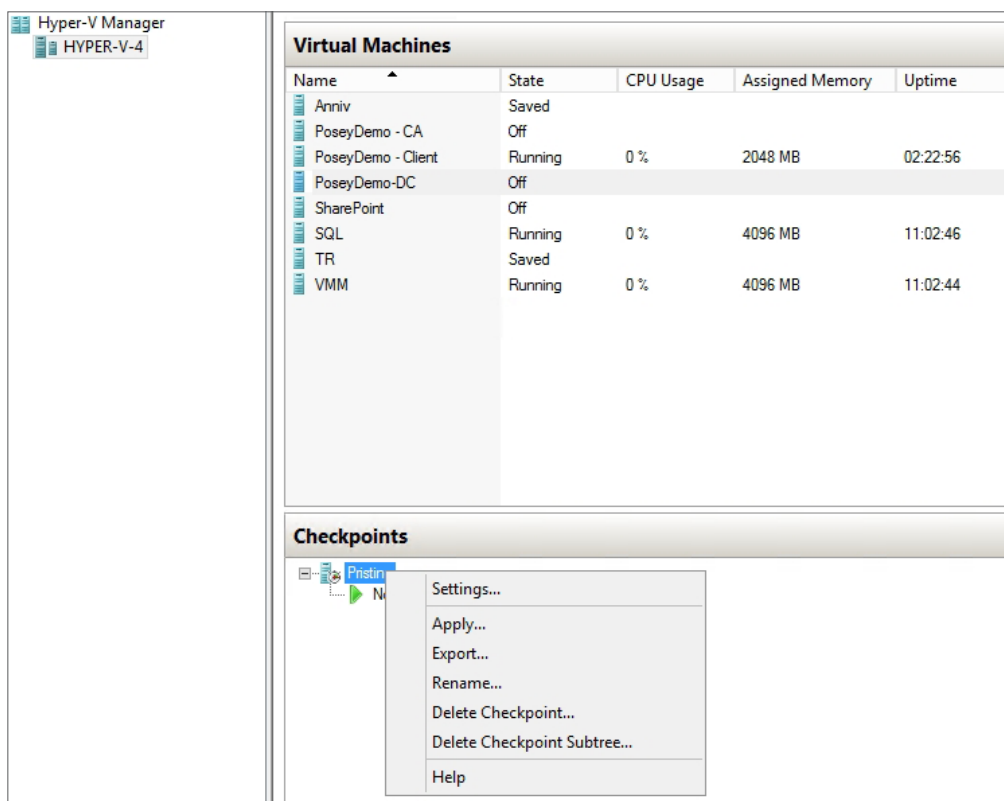 Hyper-V Manager
HYPER-V-4
Virtual Machines
Name State CPU Usage Assigned Memory Uptime
Anniv Saved
PoseyDemo - CA Off
PoseyDemo - Client Running 0 % 2048 MB 02:22:56
PoseyDemo-DC Off
SharePoint Off
SQL Running 0 % 4096 MB 11:02:46
TR Saved
VMM Running 0 % 4096 MB 11:02:44
Checkpoints
Settings...
Apply...
Export...
Rename...
Delete Checkpoint...
Delete Checkpoint Subtree...
Help